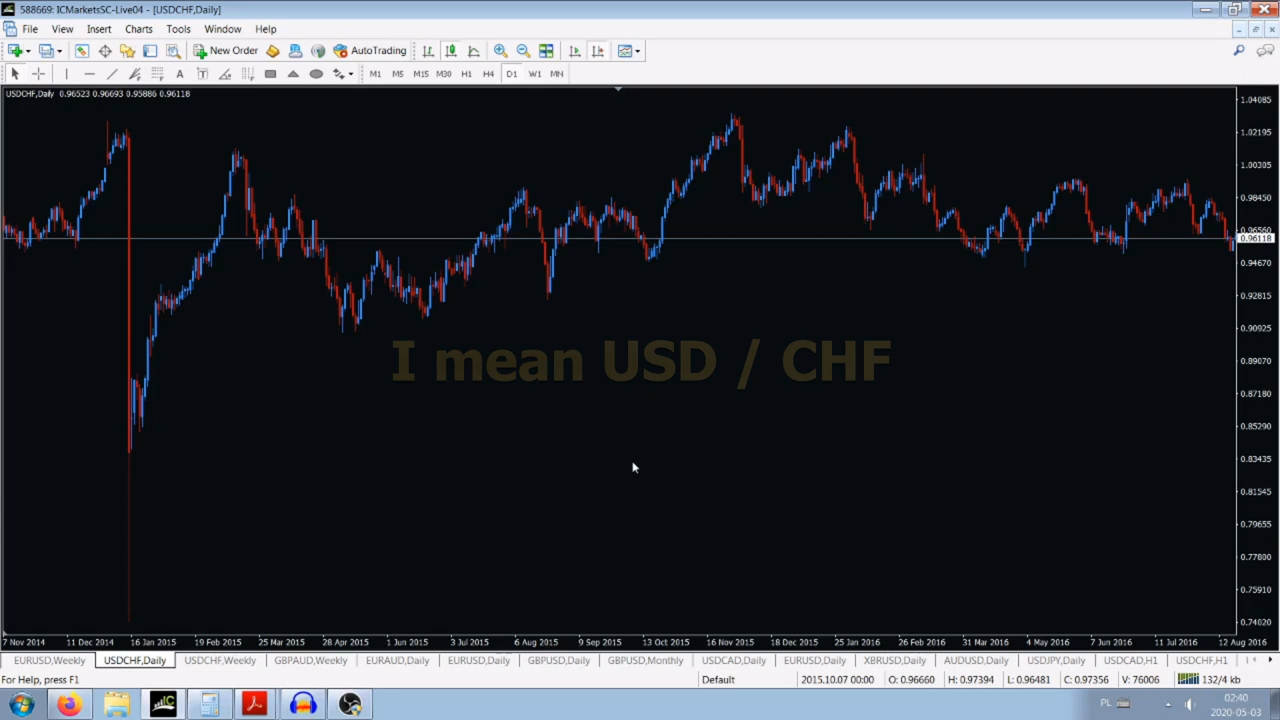 588669: ICMarketsSC-Live04 - [USDCHF,Daily]
File View Insert Charts Tools Window Help
New Order AutoTrading
A T M1 M5 M15 M30 H1 H4 D1 W1 MN
USDCHF,Daily 0.96523 0.96693 0.95886 0.96118
1.04085
1.02195
1.00305
0.98450
0.96560
0.96118
0.94670
0.92815
0.90925
0.89070
0.87180
0.85290
0.83435
0.81545
0.79655
0.77800
0.75910
0.74020
I mean USD / CHF
7 Nov 2014 11 Dec 2014 16 Jan 2015 19 Feb 2015 25 Mar 2015 28 Apr 2015 1 Jun 2015 3 Jul 2015 6 Aug 2015 9 Sep 2015 13 Oct 2015 16 Nov 2015 18 Dec 2015 25 Jan 2016 26 Feb 2016 31 Mar 2016 4 May 2016 7 Jun 2016 11 Jul 2016 12 Aug 2016
EURUSD,Weekly USDCHF,Daily USDCHF,Weekly GBPAUD,Weekly EURAUD,Daily EURUSD,Daily GBPUSD,Daily GBPUSD,Monthly USDCAD,Daily EURUSD,Daily XBRUSD,Daily AUDUSD,Daily USDJPY,Daily USDCAD,H1 USDCHF,H1
For Help, press F1 Default 2015.10.07 00:00 O: 0.96660 H: 0.97394 L: 0.96481 C: 0.97356 V: 76006 132/4 kb
PL 02:40
2020-05-03